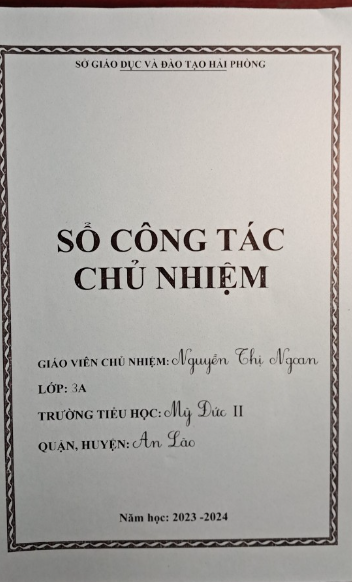 SỞ GIÁO DỤC VÀ ĐÀO TẠO HẢI PHÒNG
SỔ CÔNG TÁC
CHỦ NHIỆM
GIÁO VIÊN CHỦ NHIỆM: Nguyễn Thị Ngoan
LỚP: 3A
TRƯỜNG TIỂU HỌC: Mỹ Đức II
QUẬN, HUYỆN: An Lão
Năm học: 2023 -2024